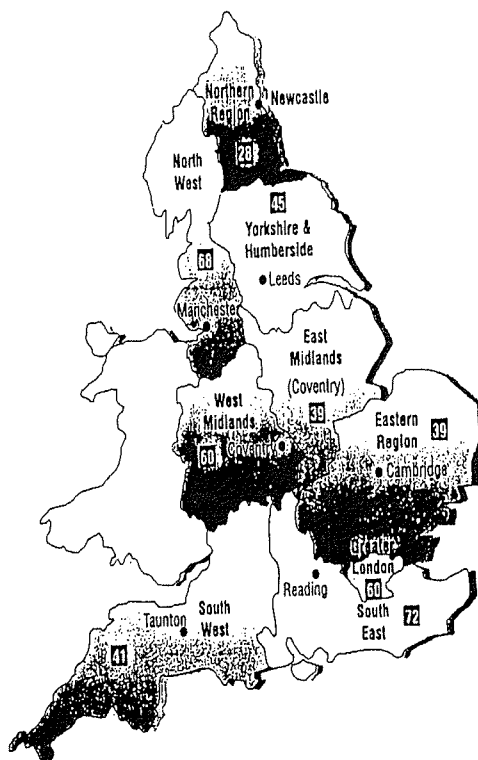 Northern
Region
Newcastle
28
North
West
45
Yorkshire &
Humberside
Leeds
68
Manchester
East
Midlands
(Coventry)
39
West
Midlands
60
Coventry
Eastern
Region
39
Cambridge
Greater
London
60
Reading
South
East
72
Taunton
South
West
41